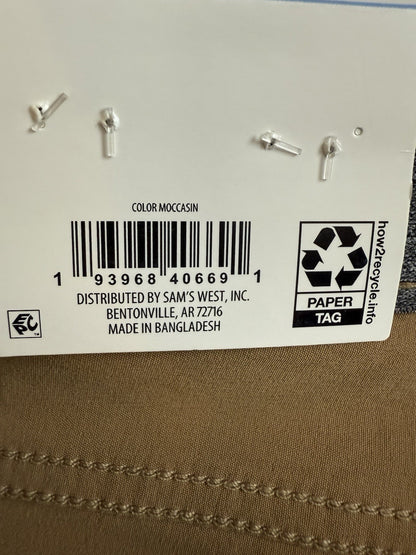 COLOR MOCCASIN
1 93968 40669 1
DISTRIBUTED BY SAM'S WEST, INC.
BENTONVILLE, AR 72716
MADE IN BANGLADESH
EPC
how2recycle.info
PAPER
TAG